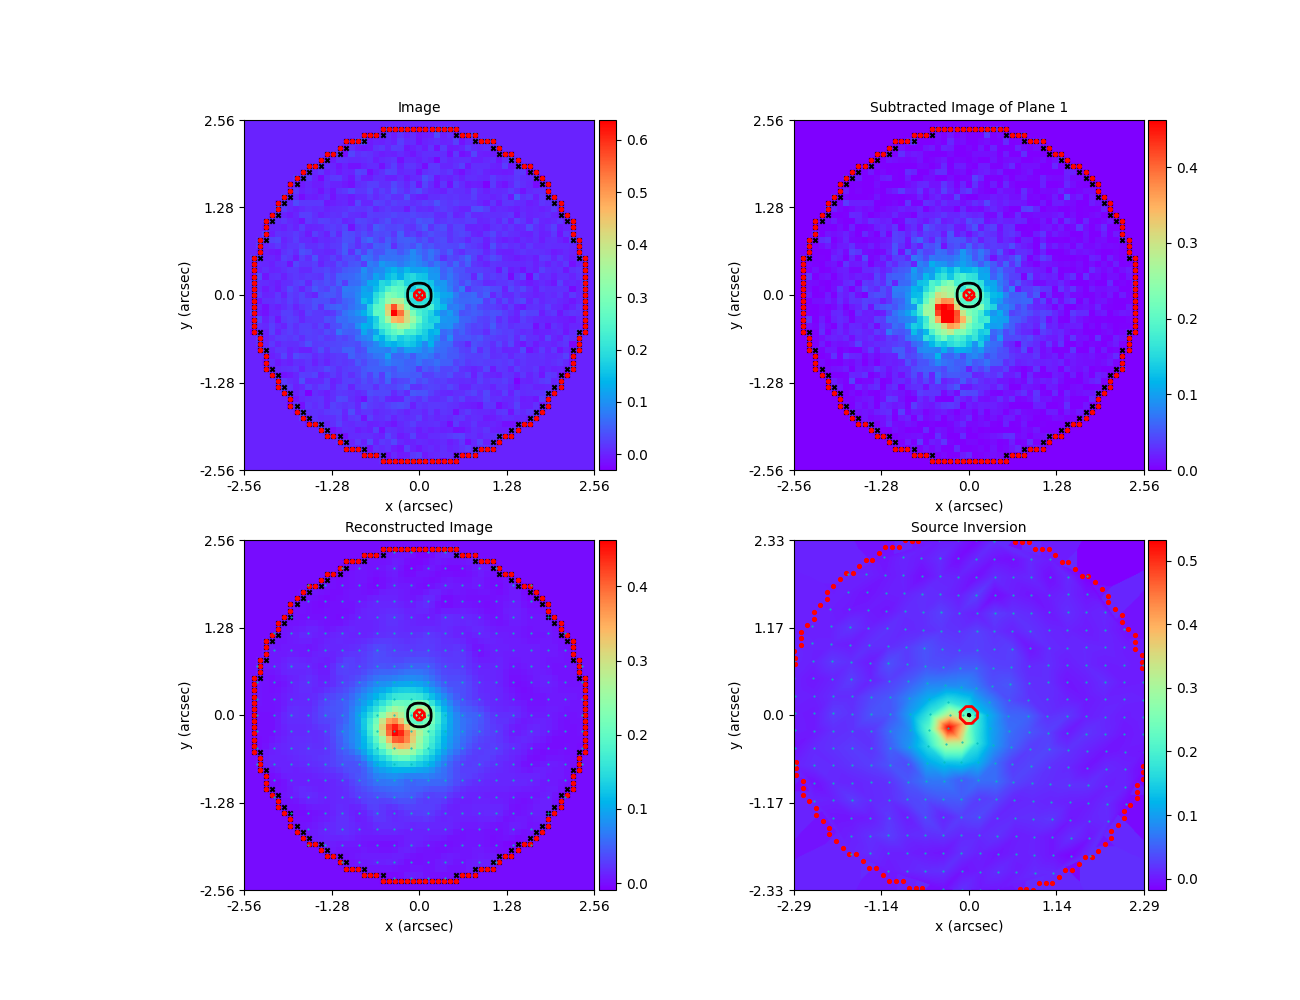 Image
2.56
1.28
0.0
-1.28
-2.56
y (arcsec)
-2.56 -1.28 0.0 1.28 2.56
x (arcsec)
0.6
0.5
0.4
0.3
0.2
0.1
0.0
Subtracted Image of Plane 1
2.56
1.28
0.0
-1.28
-2.56
y (arcsec)
-2.56 -1.28 0.0 1.28 2.56
x (arcsec)
0.4
0.3
0.2
0.1
0.0
Reconstructed Image
2.56
1.28
0.0
-1.28
-2.56
y (arcsec)
-2.56 -1.28 0.0 1.28 2.56
x (arcsec)
0.4
0.3
0.2
0.1
0.0
Source Inversion
2.33
1.17
0.0
-1.17
-2.33
y (arcsec)
-2.29 -1.14 0.0 1.14 2.29
x (arcsec)
0.5
0.4
0.3
0.2
0.1
0.0